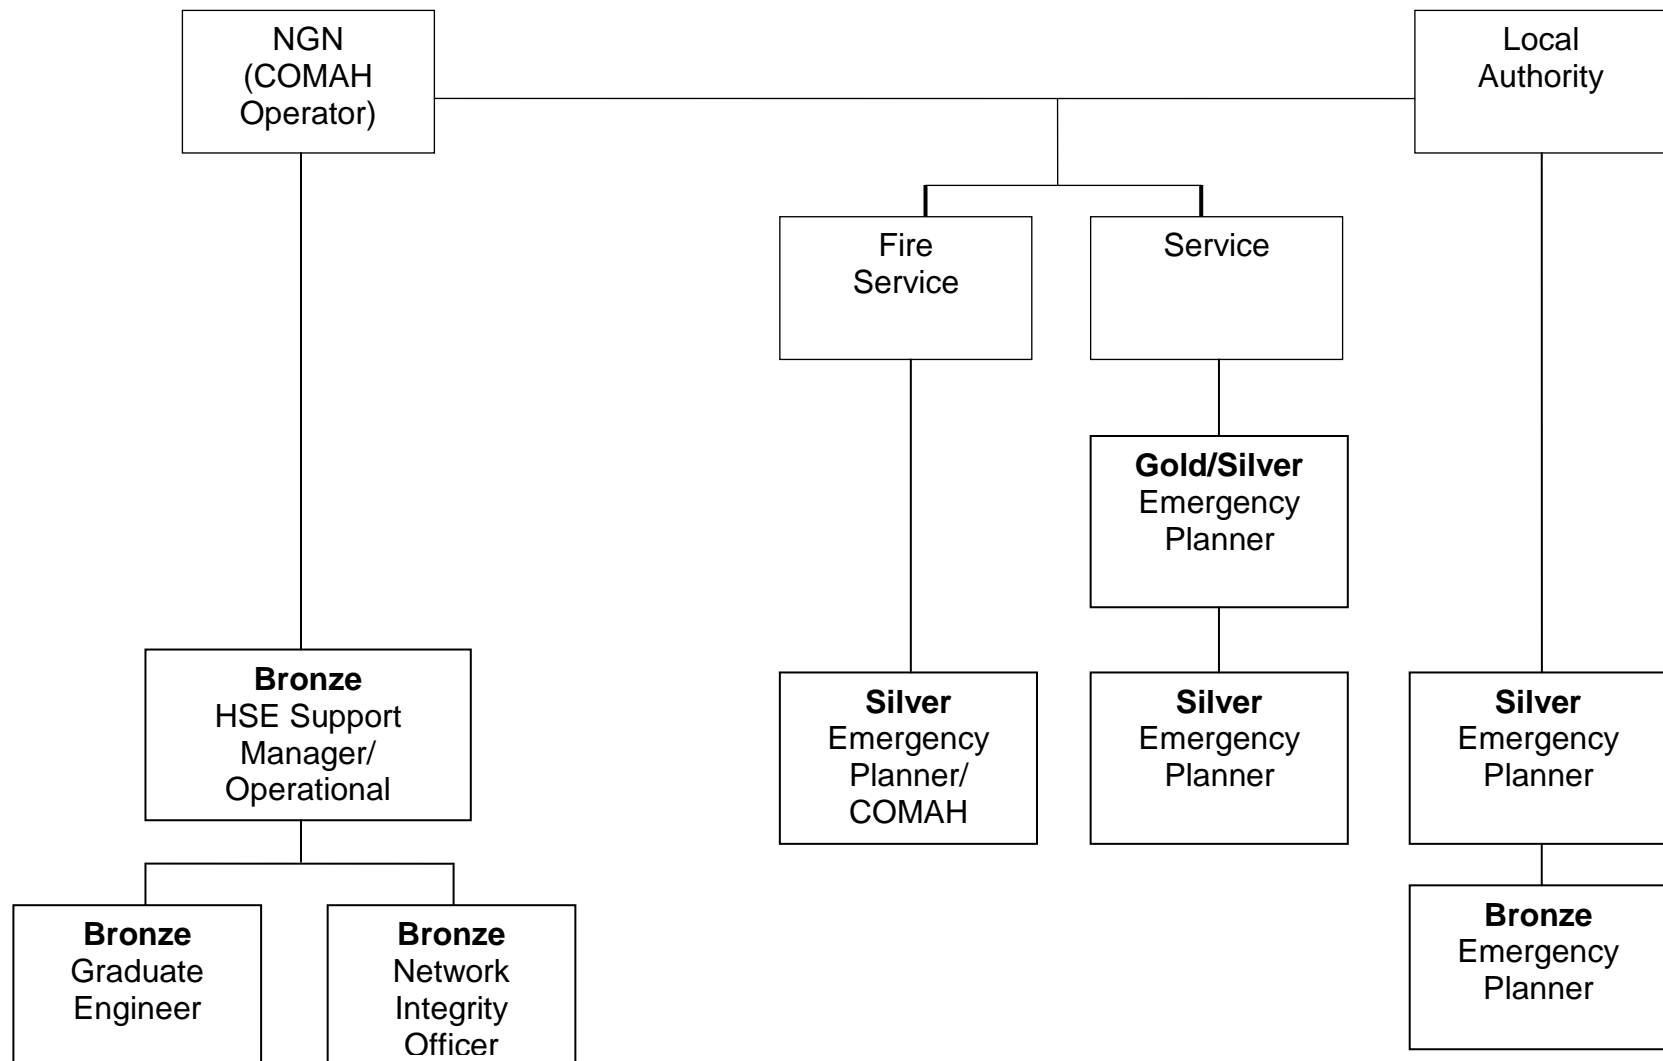 NGN
(COMAH
Operator)
Local
Authority
Fire
Service
Service
Gold/Silver
Emergency
Planner
Bronze
HSE Support
Manager/
Operational
Silver
Emergency
Planner/
COMAH
Silver
Emergency
Planner
Silver
Emergency
Planner
Bronze
Graduate
Engineer
Bronze
Network
Integrity
Officer
Bronze
Emergency
Planner